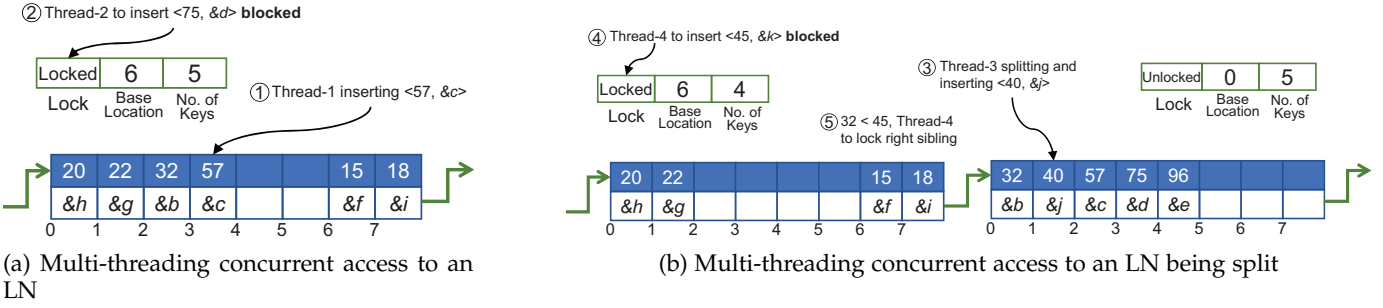 ② Thread-2 to insert <75, &d> blocked
Locked 6 5
Lock Base Location No. of Keys
① Thread-1 inserting <57, &c>
20 22 32 57 15 18
&h &g &b &c &f &i
0 1 2 3 4 5 6 7
(a) Multi-threading concurrent access to an
LN
④ Thread-4 to insert <45, &k> blocked
Locked 6 4
Lock Base Location No. of Keys
③ Thread-3 splitting and
inserting <40, &j>
⑤ 32 < 45, Thread-4
to lock right sibling
Unlocked 0 5
Lock Base Location No. of Keys
20 22 15 18
&h &g &f &i
0 1 2 3 4 5 6 7
32 40 57 75 96
&b &j &c &d &e
0 1 2 3 4 5 6 7
(b) Multi-threading concurrent access to an LN being split